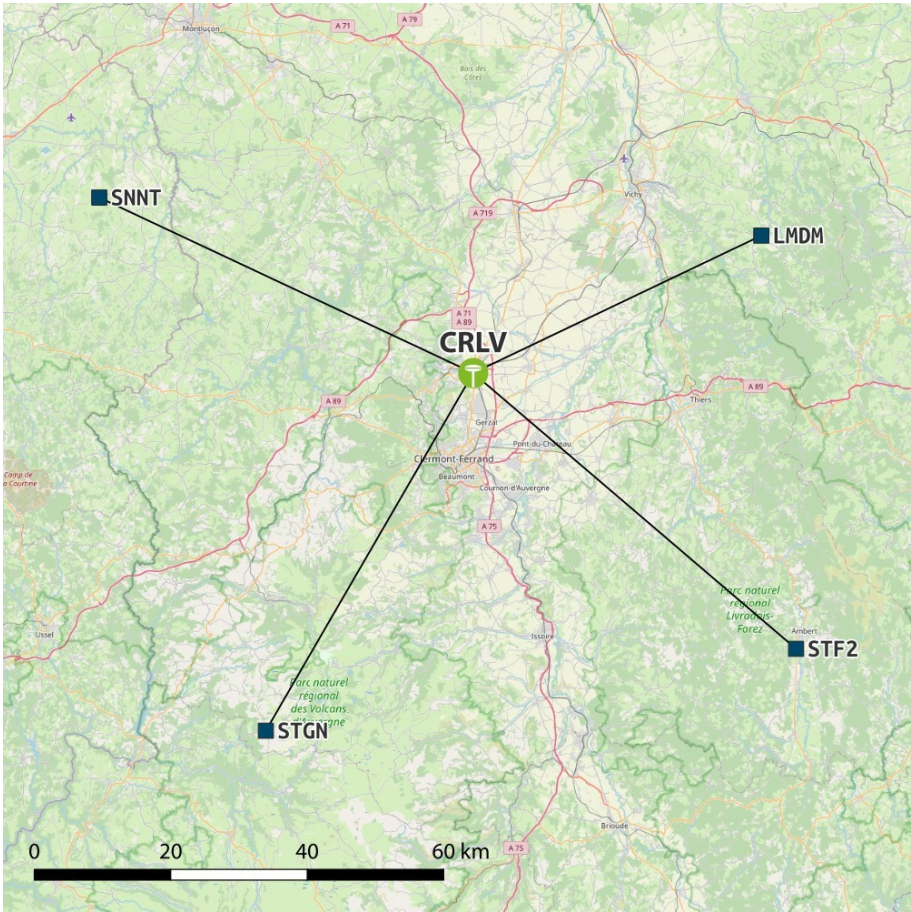 A 79
A 71
Montluçon
Bois des
Côres
Vichy
SNNT
A 719
LMDM
A 71
A 89
CRLV
A 89
A 89
Thiers
Gerzat
Pont-du-Château
Clermont-Ferrand
Beaumont
Cournon-d'Auvergne
Camp de
la Courtine
A 75
Parc naturel
régional
Livradois-
Forez
Ussel
Issoire
Ambert
STF2
Parc naturel
régional
des Volcans
d'Auvergne
STGN
Brioude
A 75
0 20 40 60 km